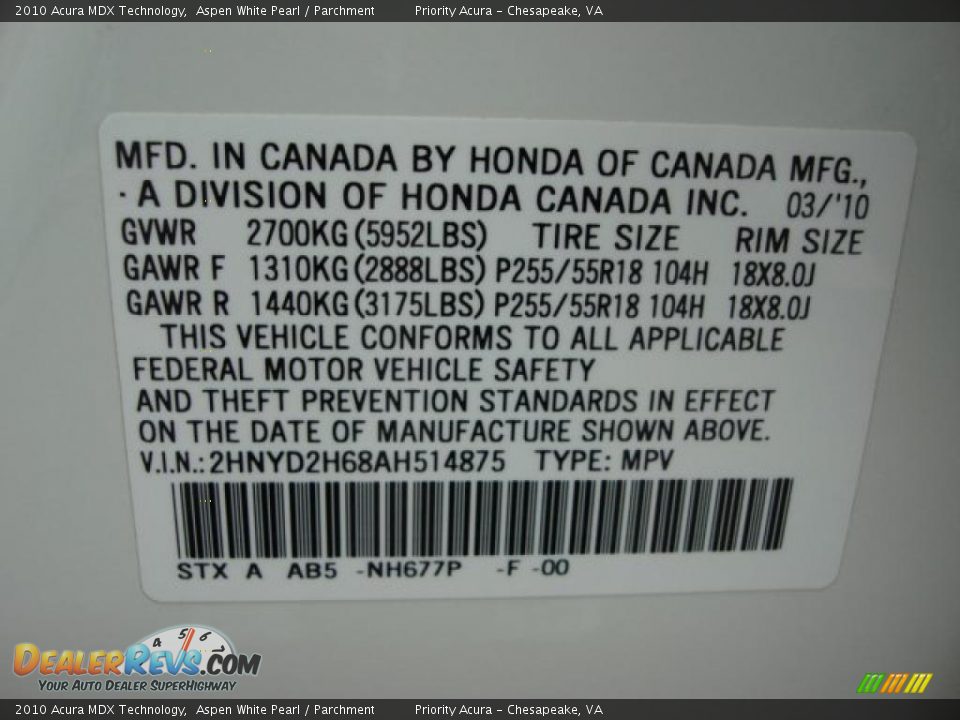 2010 Acura MDX Technology,  Aspen White Pearl / Parchment Priority Acura - Chesapeake, VA
MFD. IN CANADA BY HONDA OF CANADA MFG.,
· A DIVISION OF HONDA CANADA INC. 03/'10
GVWR 2700KG (5952LBS) TIRE SIZE RIM SIZE
GAWR F 1310KG (2888LBS) P255/55R18 104H 18X8.0J
GAWR R 1440KG (3175LBS) P255/55R18 104H 18X8.0J
THIS VEHICLE CONFORMS TO ALL APPLICABLE
FEDERAL MOTOR VEHICLE SAFETY
AND THEFT PREVENTION STANDARDS IN EFFECT
ON THE DATE OF MANUFACTURE SHOWN ABOVE.
V.I.N.: 2HNYD2H68AH514875 TYPE: MPV
STX A AB5 -NH677P -F -00
4 5 6 7
DEALERREVS.COM
YOUR AUTO DEALER SUPERHIGHWAY
2010 Acura MDX Technology,  Aspen White Pearl / Parchment Priority Acura - Chesapeake, VA